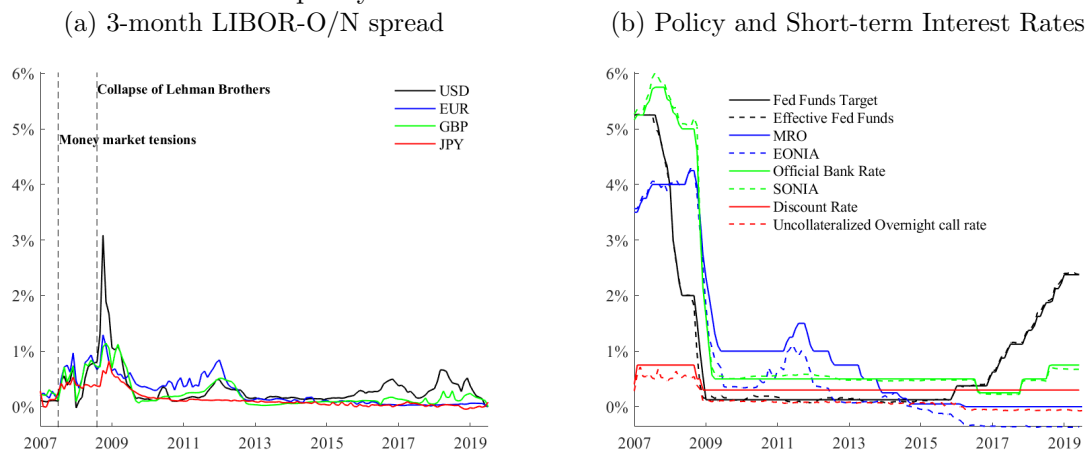 (a) 3-month LIBOR-O/N spread
6%
5%
4%
3%
2%
1%
0%
2007
2009
2011
2013
2015
2017
2019
Collapse of Lehman Brothers
Money market tensions
USD
EUR
GBP
JPY
(b) Policy and Short-term Interest Rates
6%
5%
4%
3%
2%
1%
0%
2007
2009
2011
2013
2015
2017
2019
Fed Funds Target
Effective Fed Funds
MRO
EONIA
Official Bank Rate
SONIA
Discount Rate
Uncollateralized Overnight call rate